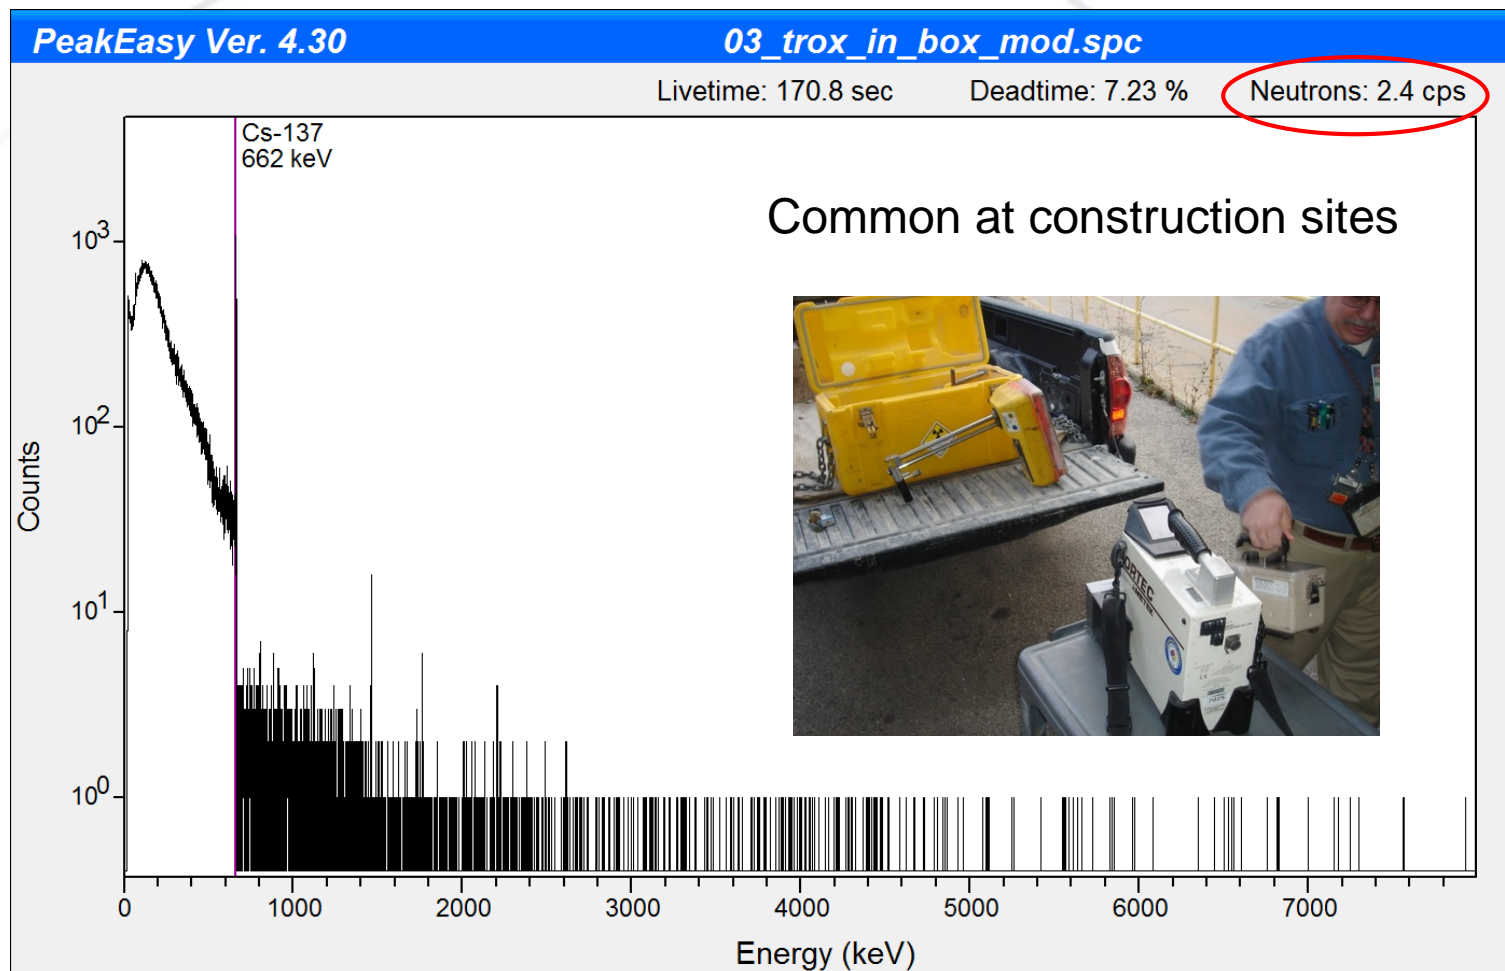 PeakEasy Ver. 4.30 03_trox_in_box_mod.spc
Livetime: 170.8 sec Deadtime: 7.23 % Neutrons: 2.4 cps
Cs-137
662 keV
Common at construction sites
10³
10²
10¹
10⁰
Counts
ORTEC
AMETEK
0 1000 2000 3000 4000 5000 6000 7000
Energy (keV)